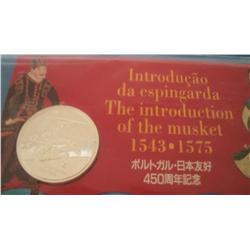 Introdução
da espingarda
The introduction
of the musket
1543•1575
ポルトガル・日本友好
450周年記念